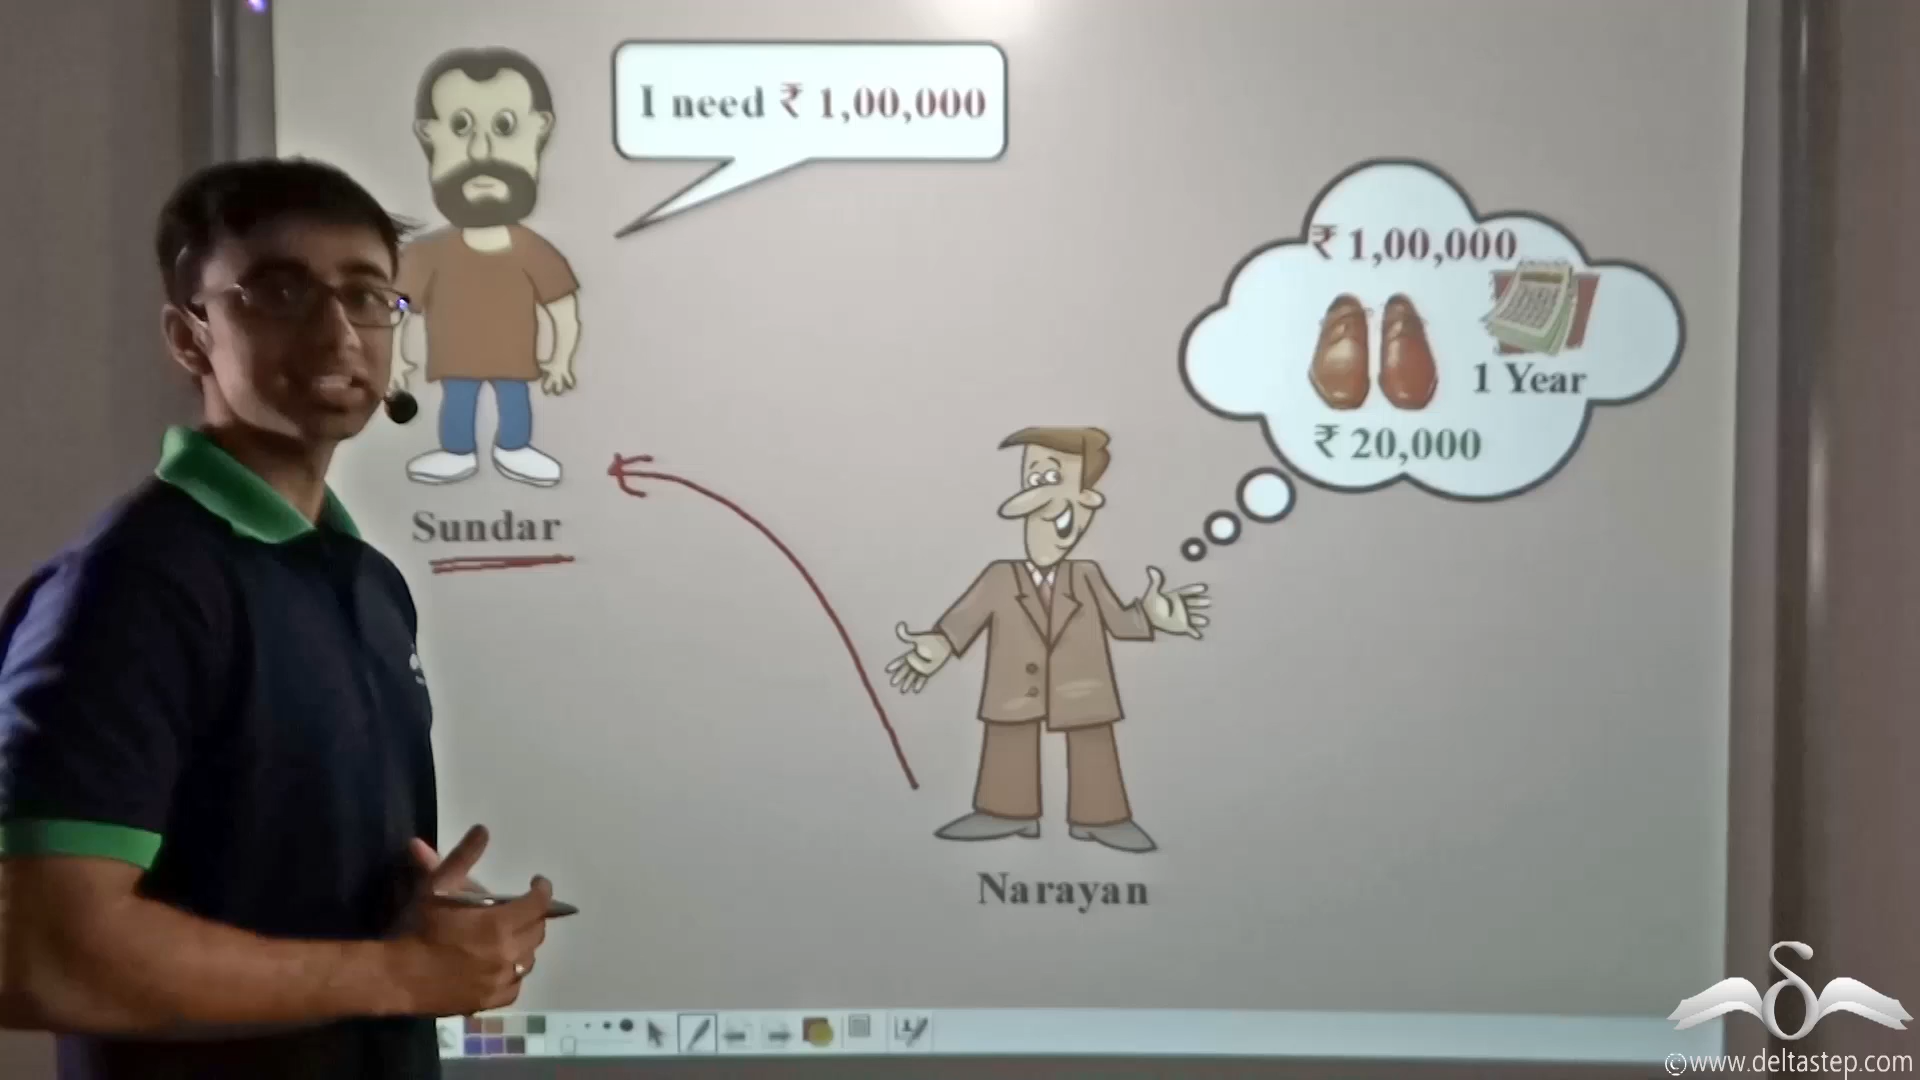 I need ₹ 1,00,000
₹ 1,00,000
1 Year
₹ 20,000
Sundar
Narayan
©www.deltastep.com